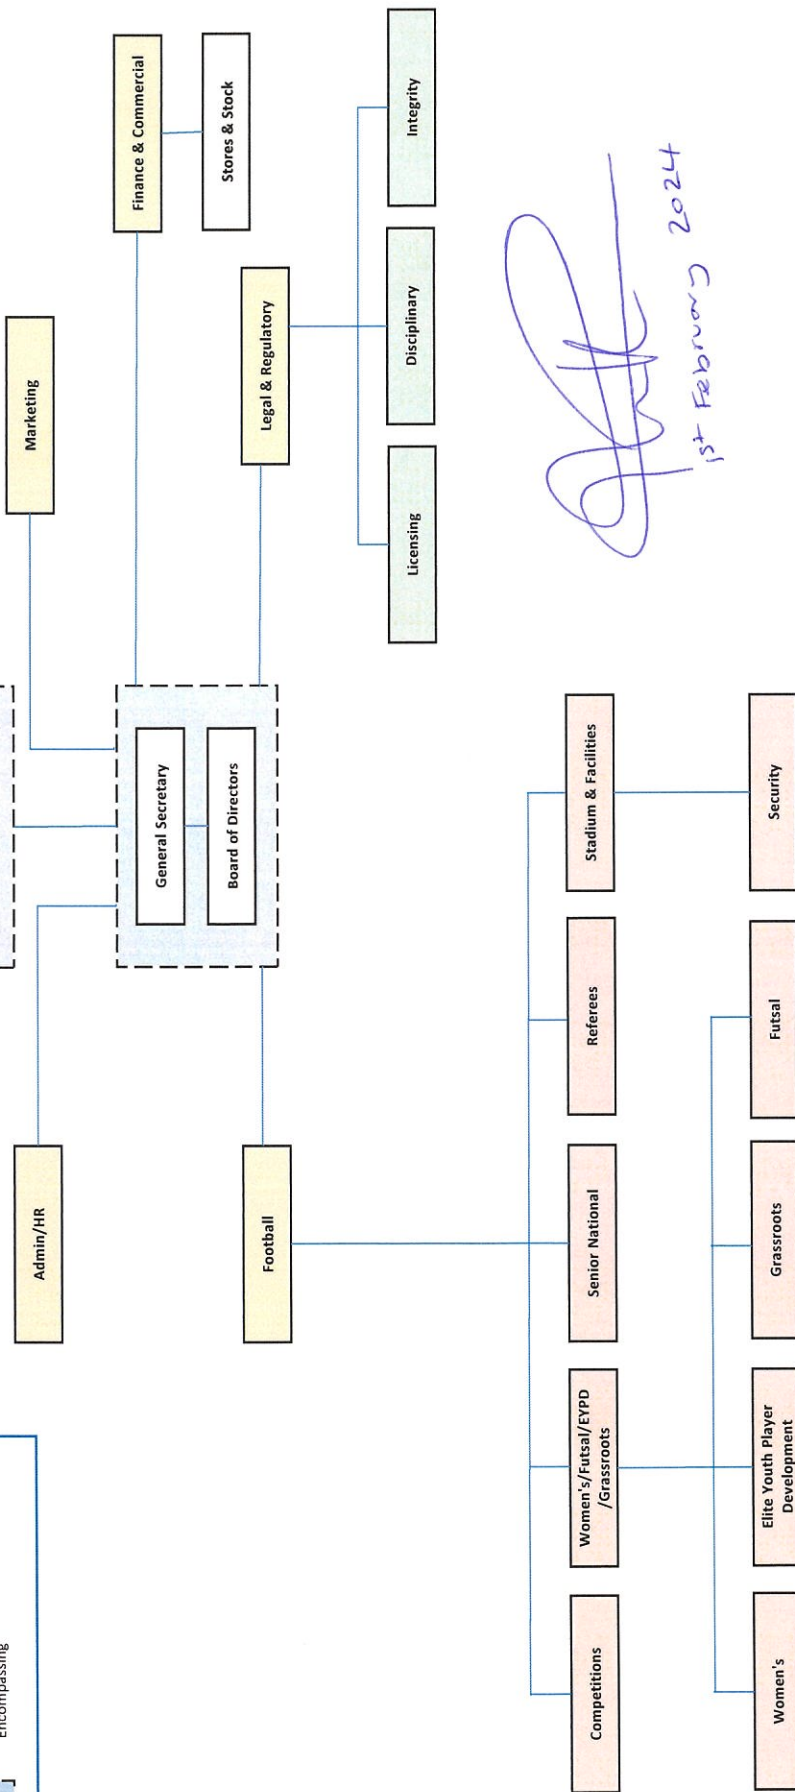 Encompassing
Admin/HR
Marketing
General Secretary
Board of Directors
Finance & Commercial
Stores & Stock
Football
Legal & Regulatory
Licensing
Disciplinary
Integrity
Competitions
Women's/Futsal/EYPD
/Grassroots
Senior National
Referees
Stadium & Facilities
Women's
Elite Youth Player
Development
Grassroots
Futsal
Security
1st February 2024